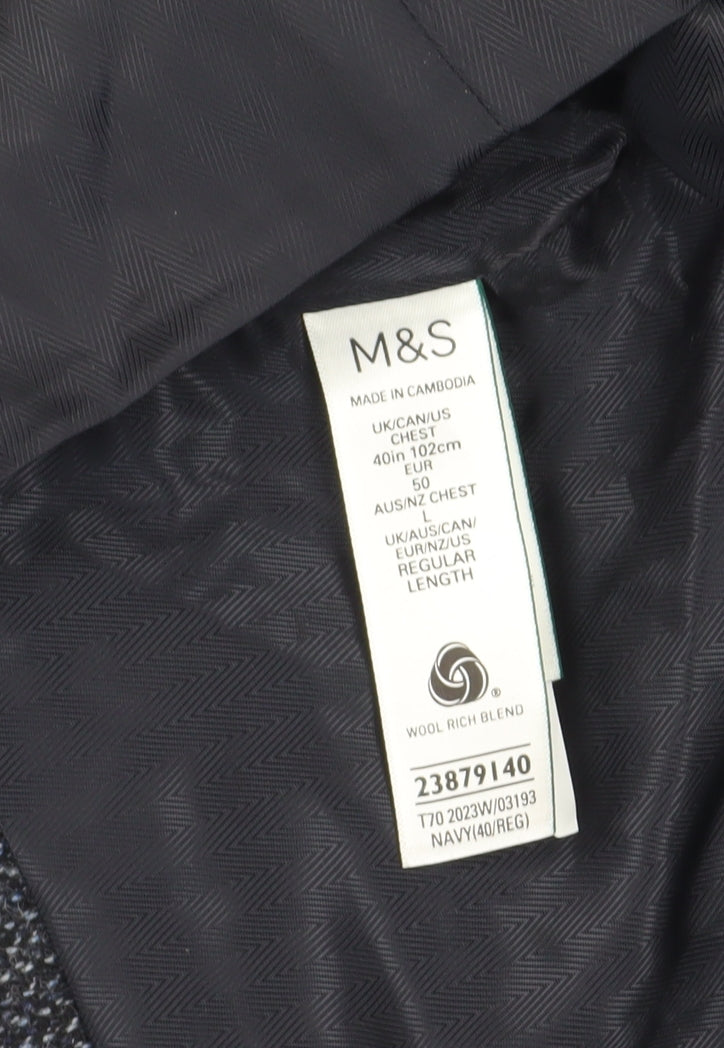 M&S
MADE IN CAMBODIA
UK/CAN/US
CHEST
40in 102cm
EUR
50
AUS/NZ CHEST
L
UK/AUS/CAN/
EUR/NZ/US
REGULAR
LENGTH
®
WOOL RICH BLEND
23879140
T70 2023W/03193
NAVY(40/REG)